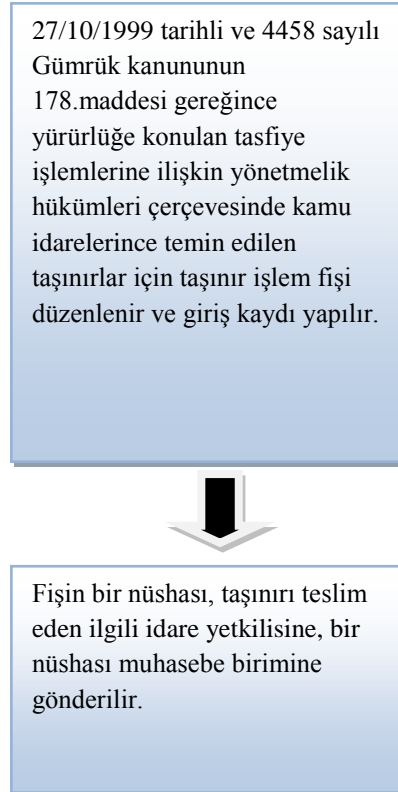 27/10/1999 tarihli ve 4458 sayılı
Gümrük kanununun
178.maddesi gereğince
yürürlüğe konulan tasfiye
işlemlerine ilişkin yönetmelik
hükümleri çerçevesinde kamu
idarelerince temin edilen
taşınırlar için taşınır işlem fişi
düzenlenir ve giriş kaydı yapılır.
Fişin bir nüshası, taşınırı teslim
eden ilgili idare yetkilisine, bir
nüshası muhasebe birimine
gönderilir.